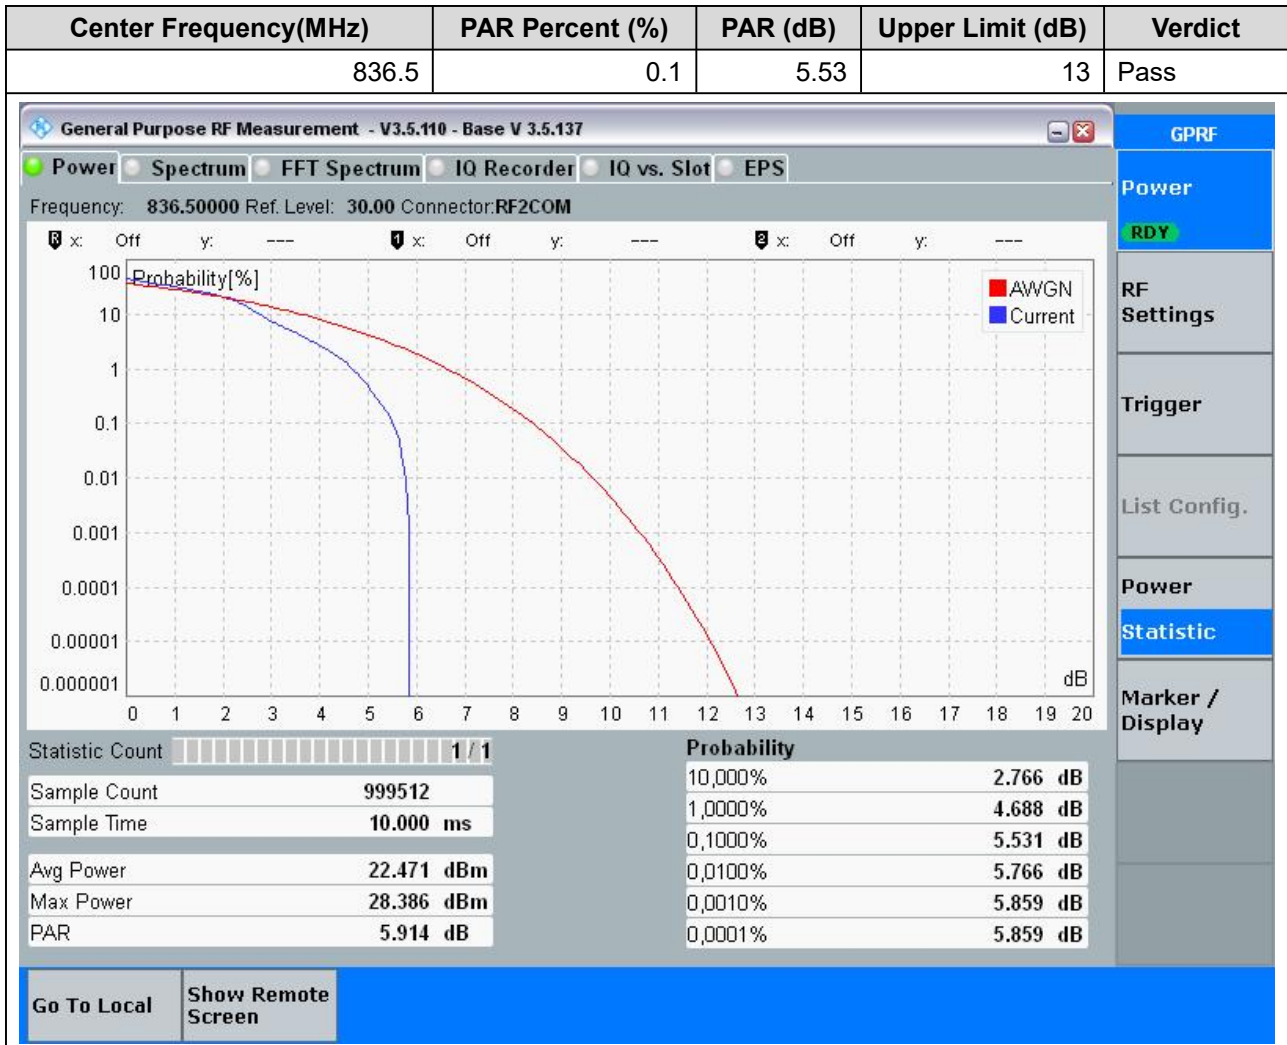 Center Frequency(MHz) PAR Percent (%) PAR (dB) Upper Limit (dB) Verdict
836.5 0.1 5.53 13 Pass
General Purpose RF Measurement - V3.5.110 - Base V 3.5.137
GPRF
Power Spectrum FFT Spectrum IQ Recorder IQ vs. Slot EPS
Power
RDY
Frequency: 836.50000 Ref. Level: 30.00 Connector:RF2COM
R x: Off y: --- 1 x: Off y: --- 2 x: Off y: ---
Probability[%]
AWGN
Current
100
10
1
0.1
0.01
0.001
0.0001
0.00001
0.000001
dB
0 1 2 3 4 5 6 7 8 9 10 11 12 13 14 15 16 17 18 19 20
RF
Settings
Trigger
List Config.
Power
Statistic
Marker /
Display
Statistic Count 1 / 1
Sample Count 999512
Sample Time 10.000 ms
Avg Power 22.471 dBm
Max Power 28.386 dBm
PAR 5.914 dB
Probability
10,000% 2.766 dB
1,0000% 4.688 dB
0,1000% 5.531 dB
0,0100% 5.766 dB
0,0010% 5.859 dB
0,0001% 5.859 dB
Go To Local
Show Remote
Screen